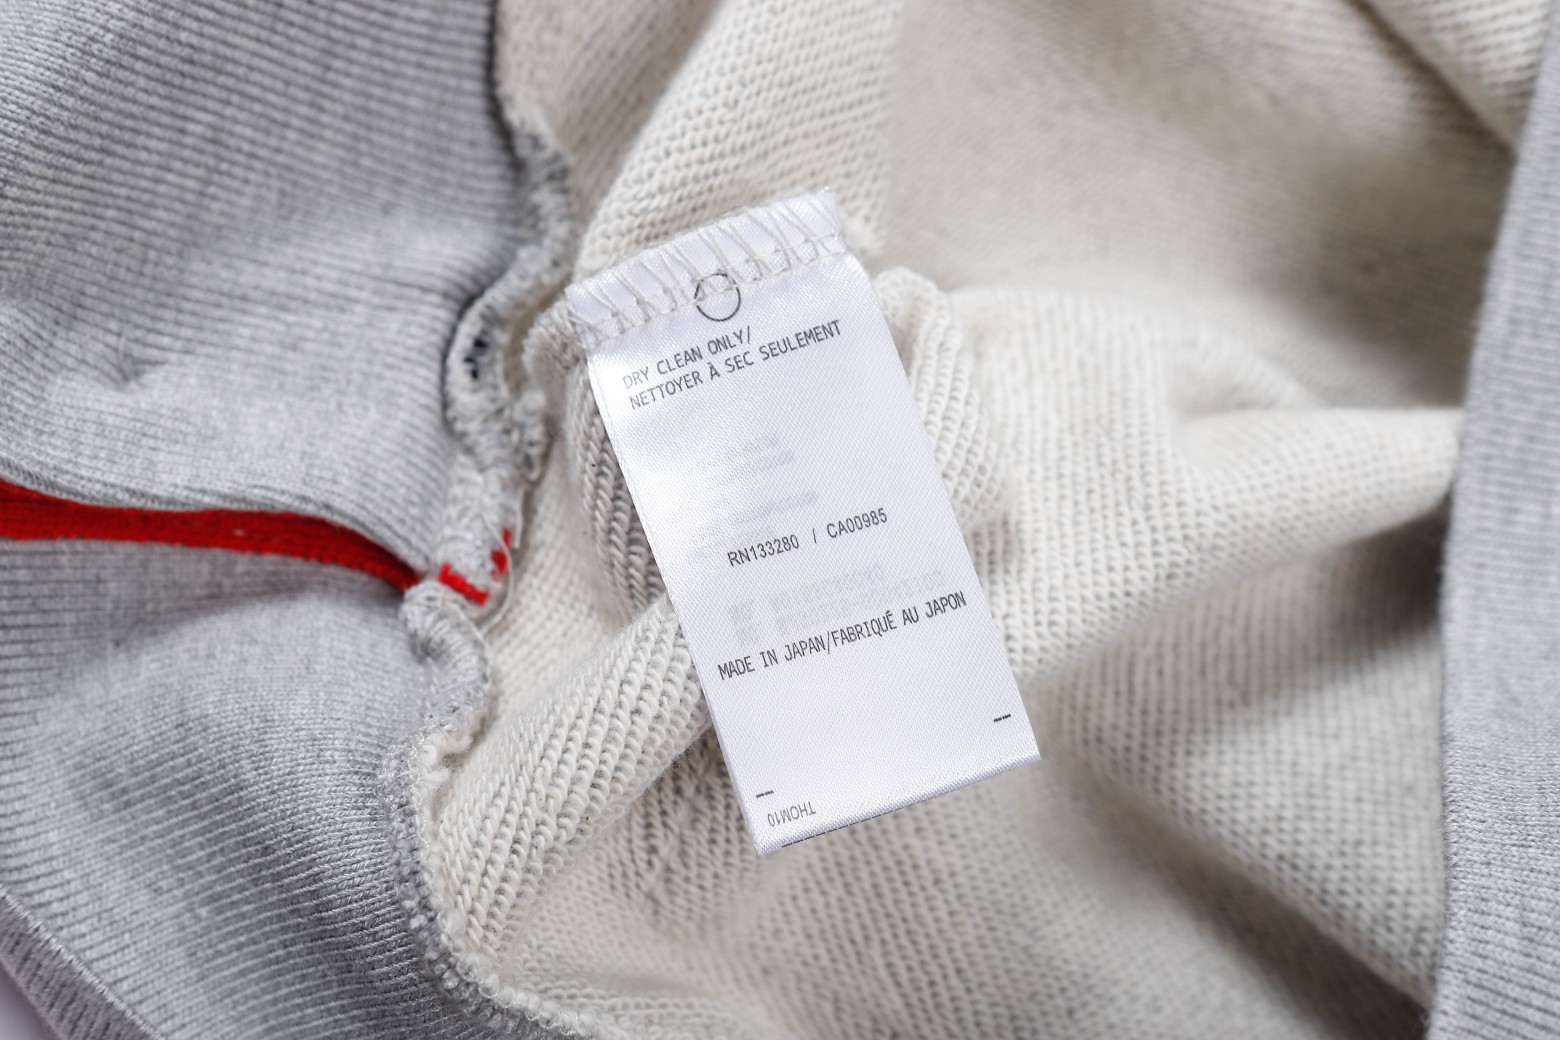 DRY CLEAN ONLY/
NETTOYER À SEC SEULEMENT
RN133280 / CA00985
MADE IN JAPAN/FABRIQUÉ AU JAPON
THOM10